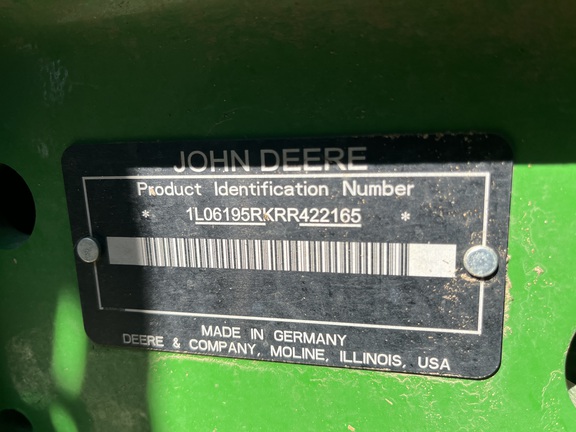 JOHN DEERE
Product Identification Number
* 1L06195RKRR422165 *
MADE IN GERMANY
DEERE & COMPANY, MOLINE, ILLINOIS, USA